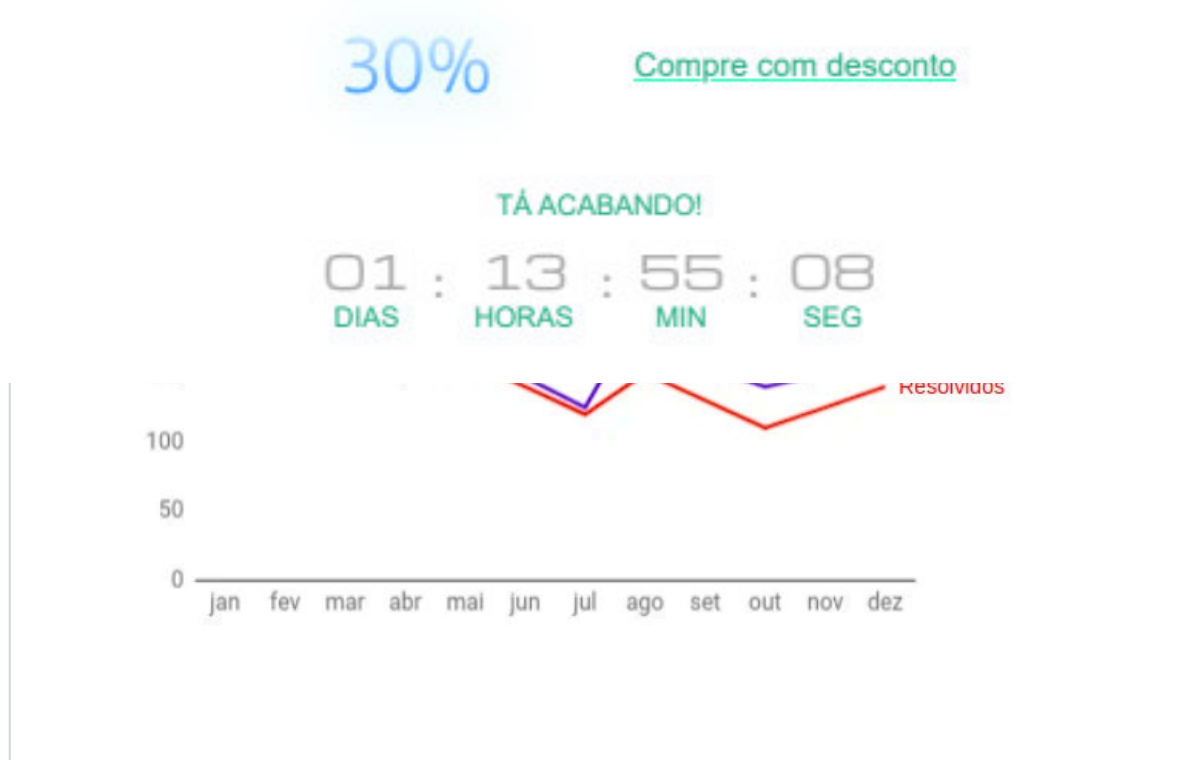 30%
Compre com desconto
TÁ ACABANDO!
01 : 13 : 55 : 08
DIAS HORAS MIN SEG
Resolvidos
100
50
0
jan fev mar abr mai jun jul ago set out nov dez